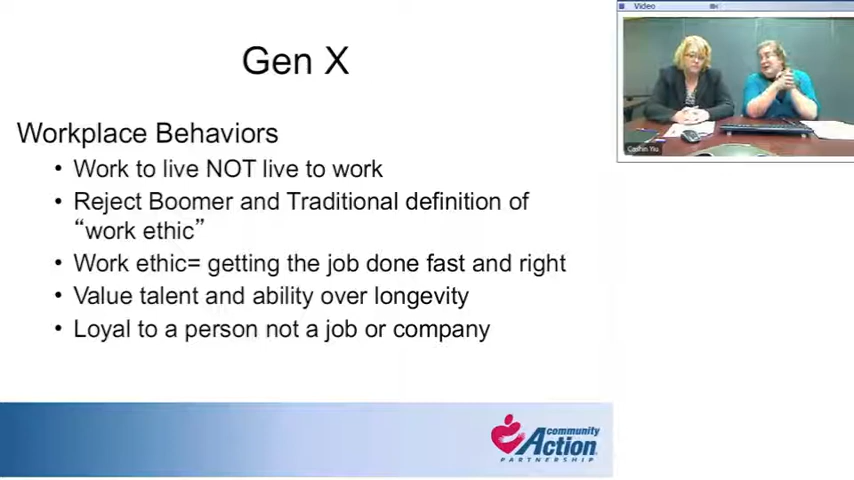 Video
Gen X
Workplace Behaviors
• Work to live NOT live to work
• Reject Boomer and Traditional definition of
“work ethic”
• Work ethic= getting the job done fast and right
• Value talent and ability over longevity
• Loyal to a person not a job or company
Cashin Yiu
community
Action
PARTNERSHIP